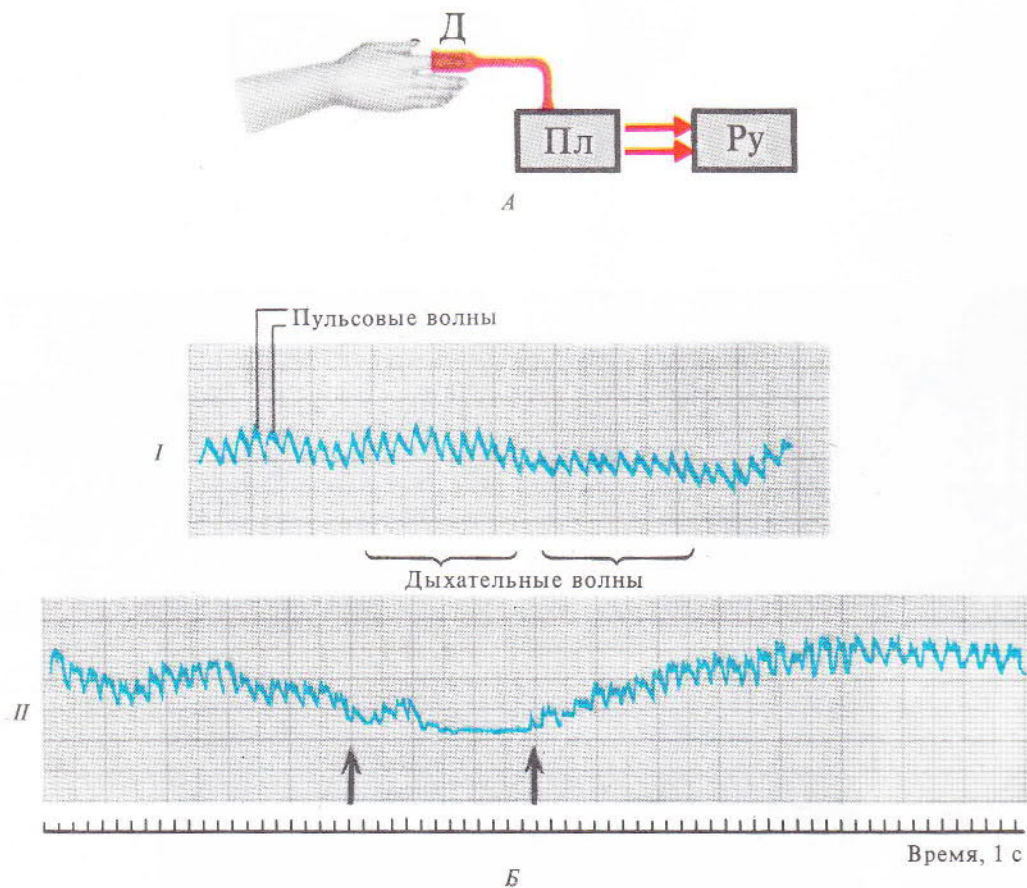 Д
Пл
Ру
А
Пульсовые волны
I
Дыхательные волны
II
Время, 1 с
Б